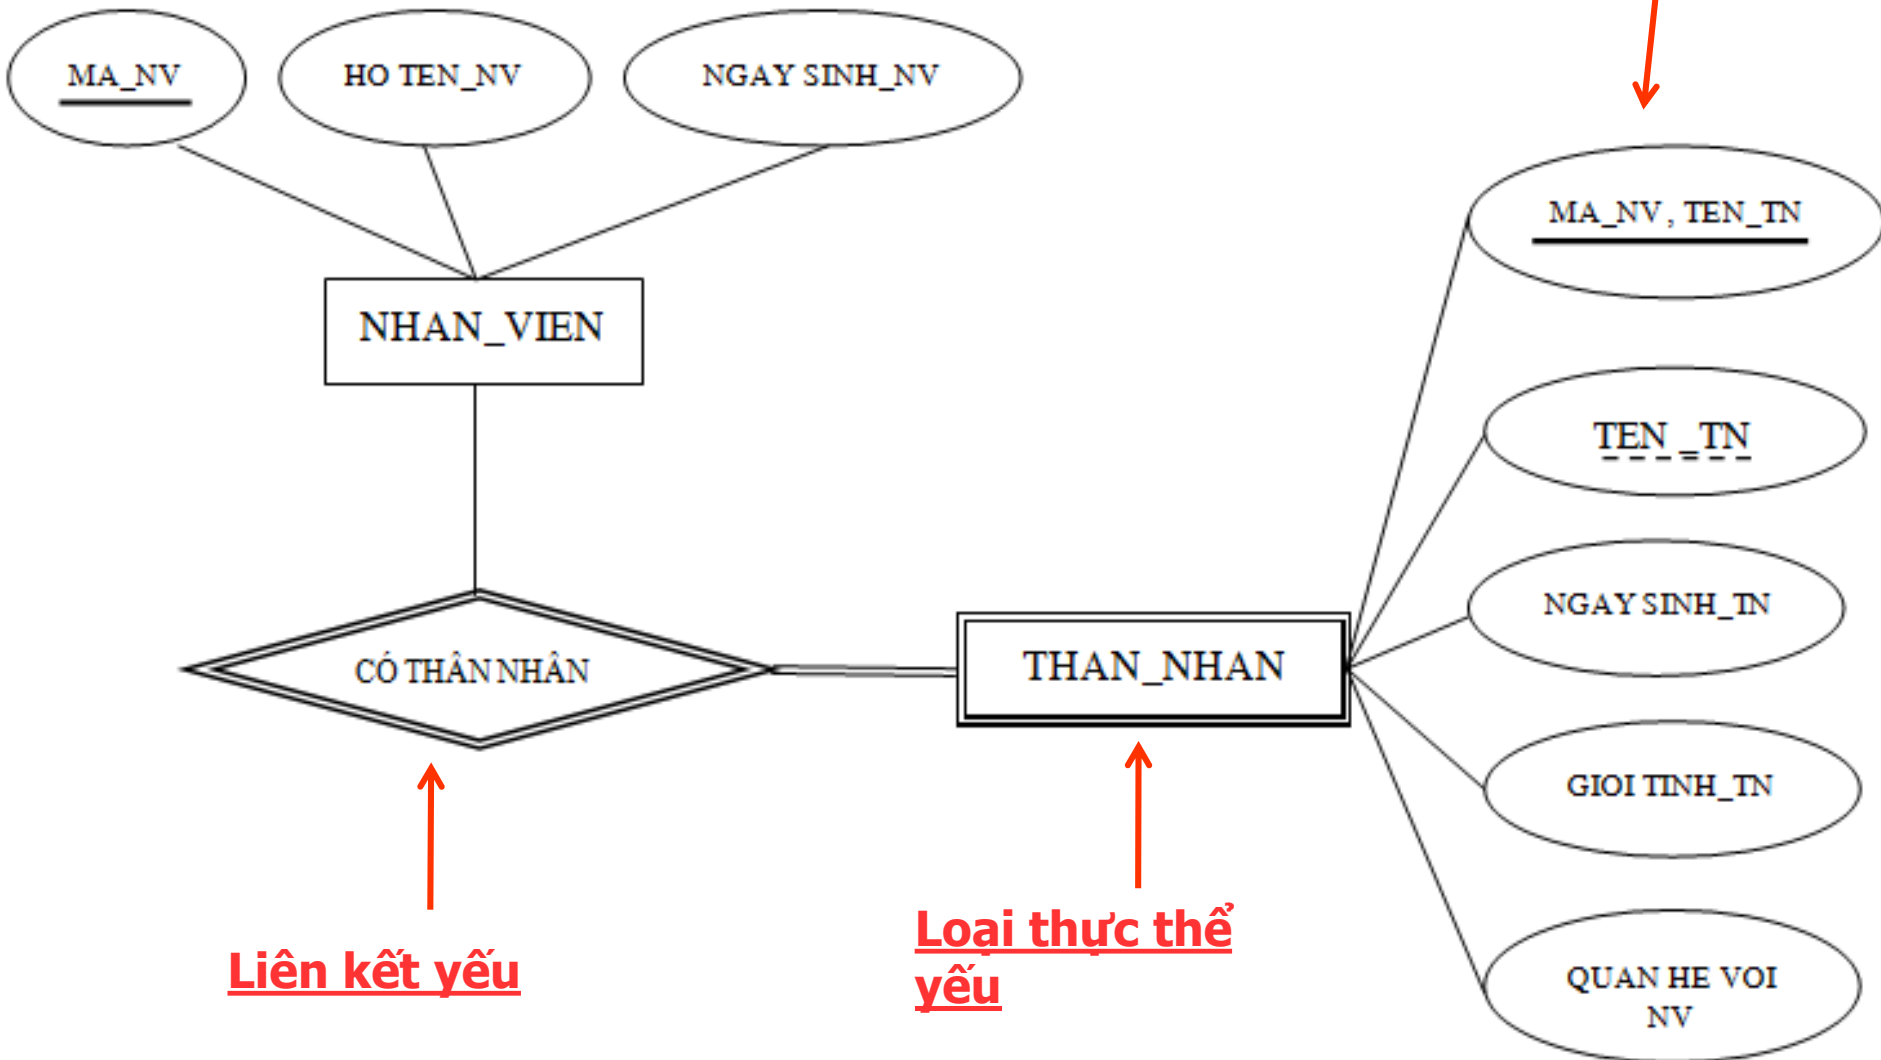 MA_NV
HO TEN_NV
NGAY SINH_NV
MA_NV , TEN_TN
NHAN_VIEN
TEN _TN
NGAY SINH_TN
CÓ THÂN NHÂN
THAN_NHAN
GIOI TINH_TN
Liên kết yếu
Loại thực thể
yếu
QUAN HE VOI
NV